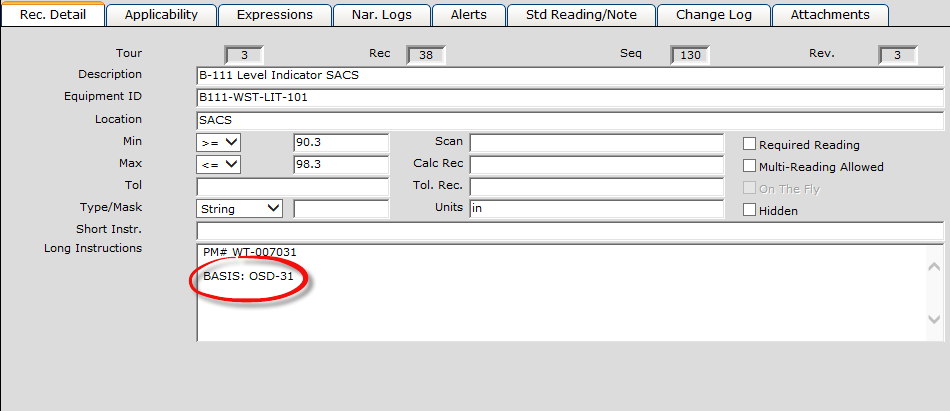 Rec. Detail Applicability Expressions Nar. Logs Alerts Std Reading/Note Change Log Attachments
Tour 3 Rec 38 Seq 130 Rev. 3
Description B-111 Level Indicator SACS
Equipment ID B111-WST-LIT-101
Location SACS
Min >= 90.3 Scan Required Reading
Max <= 98.3 Calc Rec Multi-Reading Allowed
Tol Tol. Rec. On The Fly
Type/Mask String Units in Hidden
Short Instr.
Long Instructions PM# WT-007031
BASIS: OSD-31